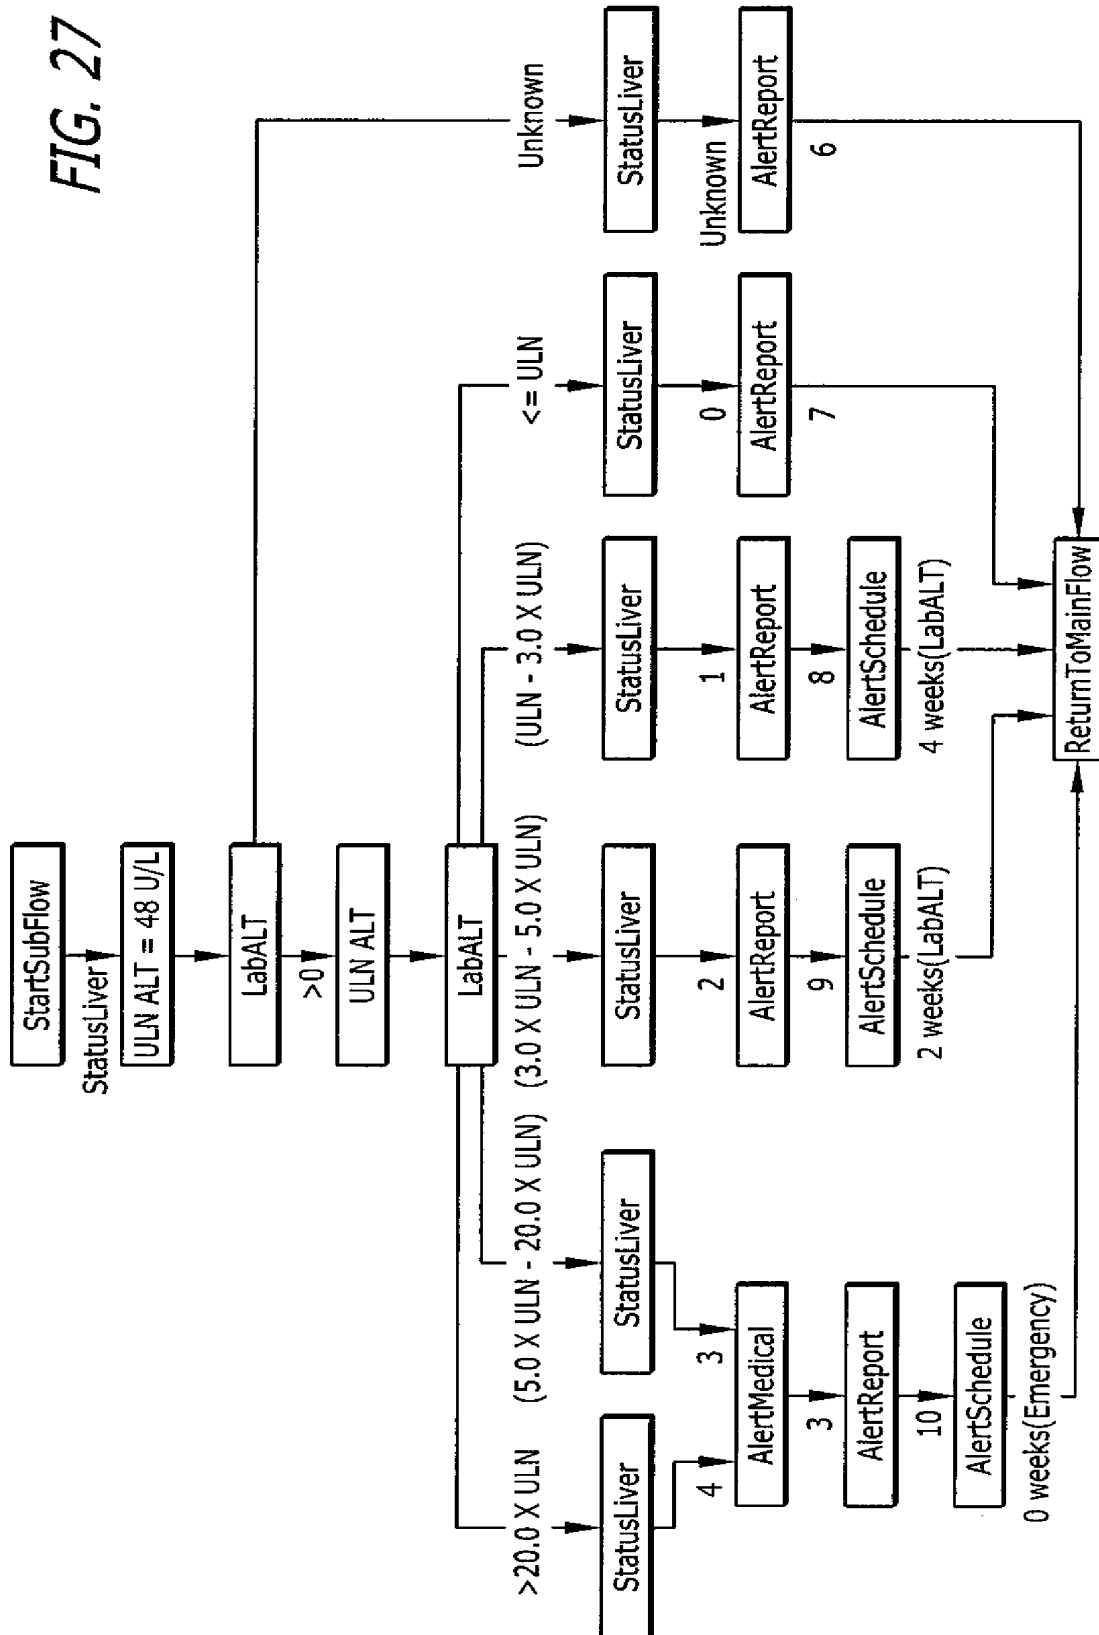 FIG. 27
StartSubFlow
StatusLiver
ULN ALT = 48 U/L
LabALT
>0
ULN ALT
LabALT
>20.0 X ULN
(5.0 X ULN - 20.0 X ULN)
(3.0 X ULN - 5.0 X ULN)
(ULN - 3.0 X ULN)
<= ULN
Unknown
StatusLiver
StatusLiver
StatusLiver
StatusLiver
StatusLiver
StatusLiver
4
3
2
1
0
Unknown
AlertMedical
AlertReport
AlertReport
AlertReport
AlertReport
3
9
8
7
6
AlertReport
AlertSchedule
AlertSchedule
10
2 weeks(LabALT)
4 weeks(LabALT)
AlertSchedule
0 weeks(Emergency)
ReturnToMainFlow